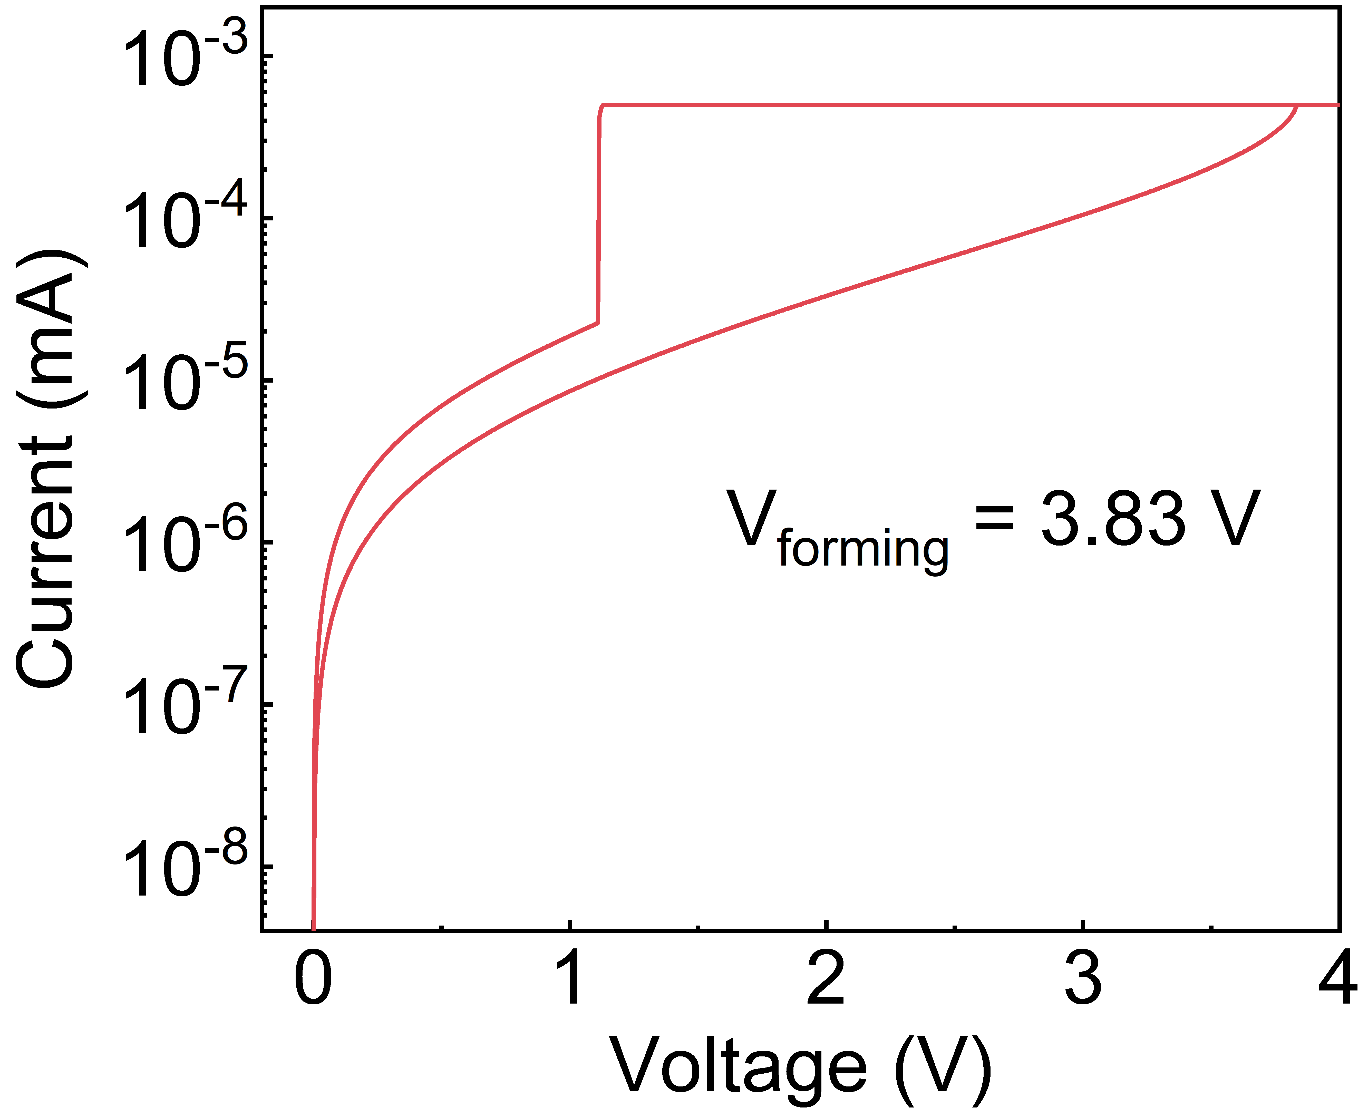 10⁻³
10⁻⁴
10⁻⁵
10⁻⁶
10⁻⁷
10⁻⁸
Current (mA)
V_forming = 3.83 V
0 1 2 3 4
Voltage (V)